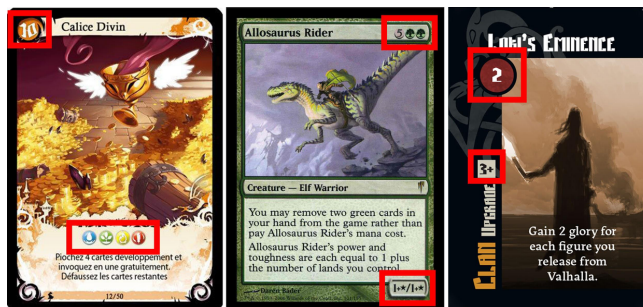 10 Calice Divin
1
Piochez 4 cartes développement et
invoquez en une gratuitement.
Défaussez les cartes restantes
12/50
Allosaurus Rider 5
Creature — Elf Warrior
You may remove two green cards in
your hand from the game rather than
pay Allosaurus Rider's mana cost.
Allosaurus Rider's power and
toughness are each equal to 1 plus
the number of lands you control.
1+*/1+*
Daren Bader
Loki's Eminence
2
3+
CLAN Upgrade
Gain 2 glory for
each figure you
release from
Valhalla.